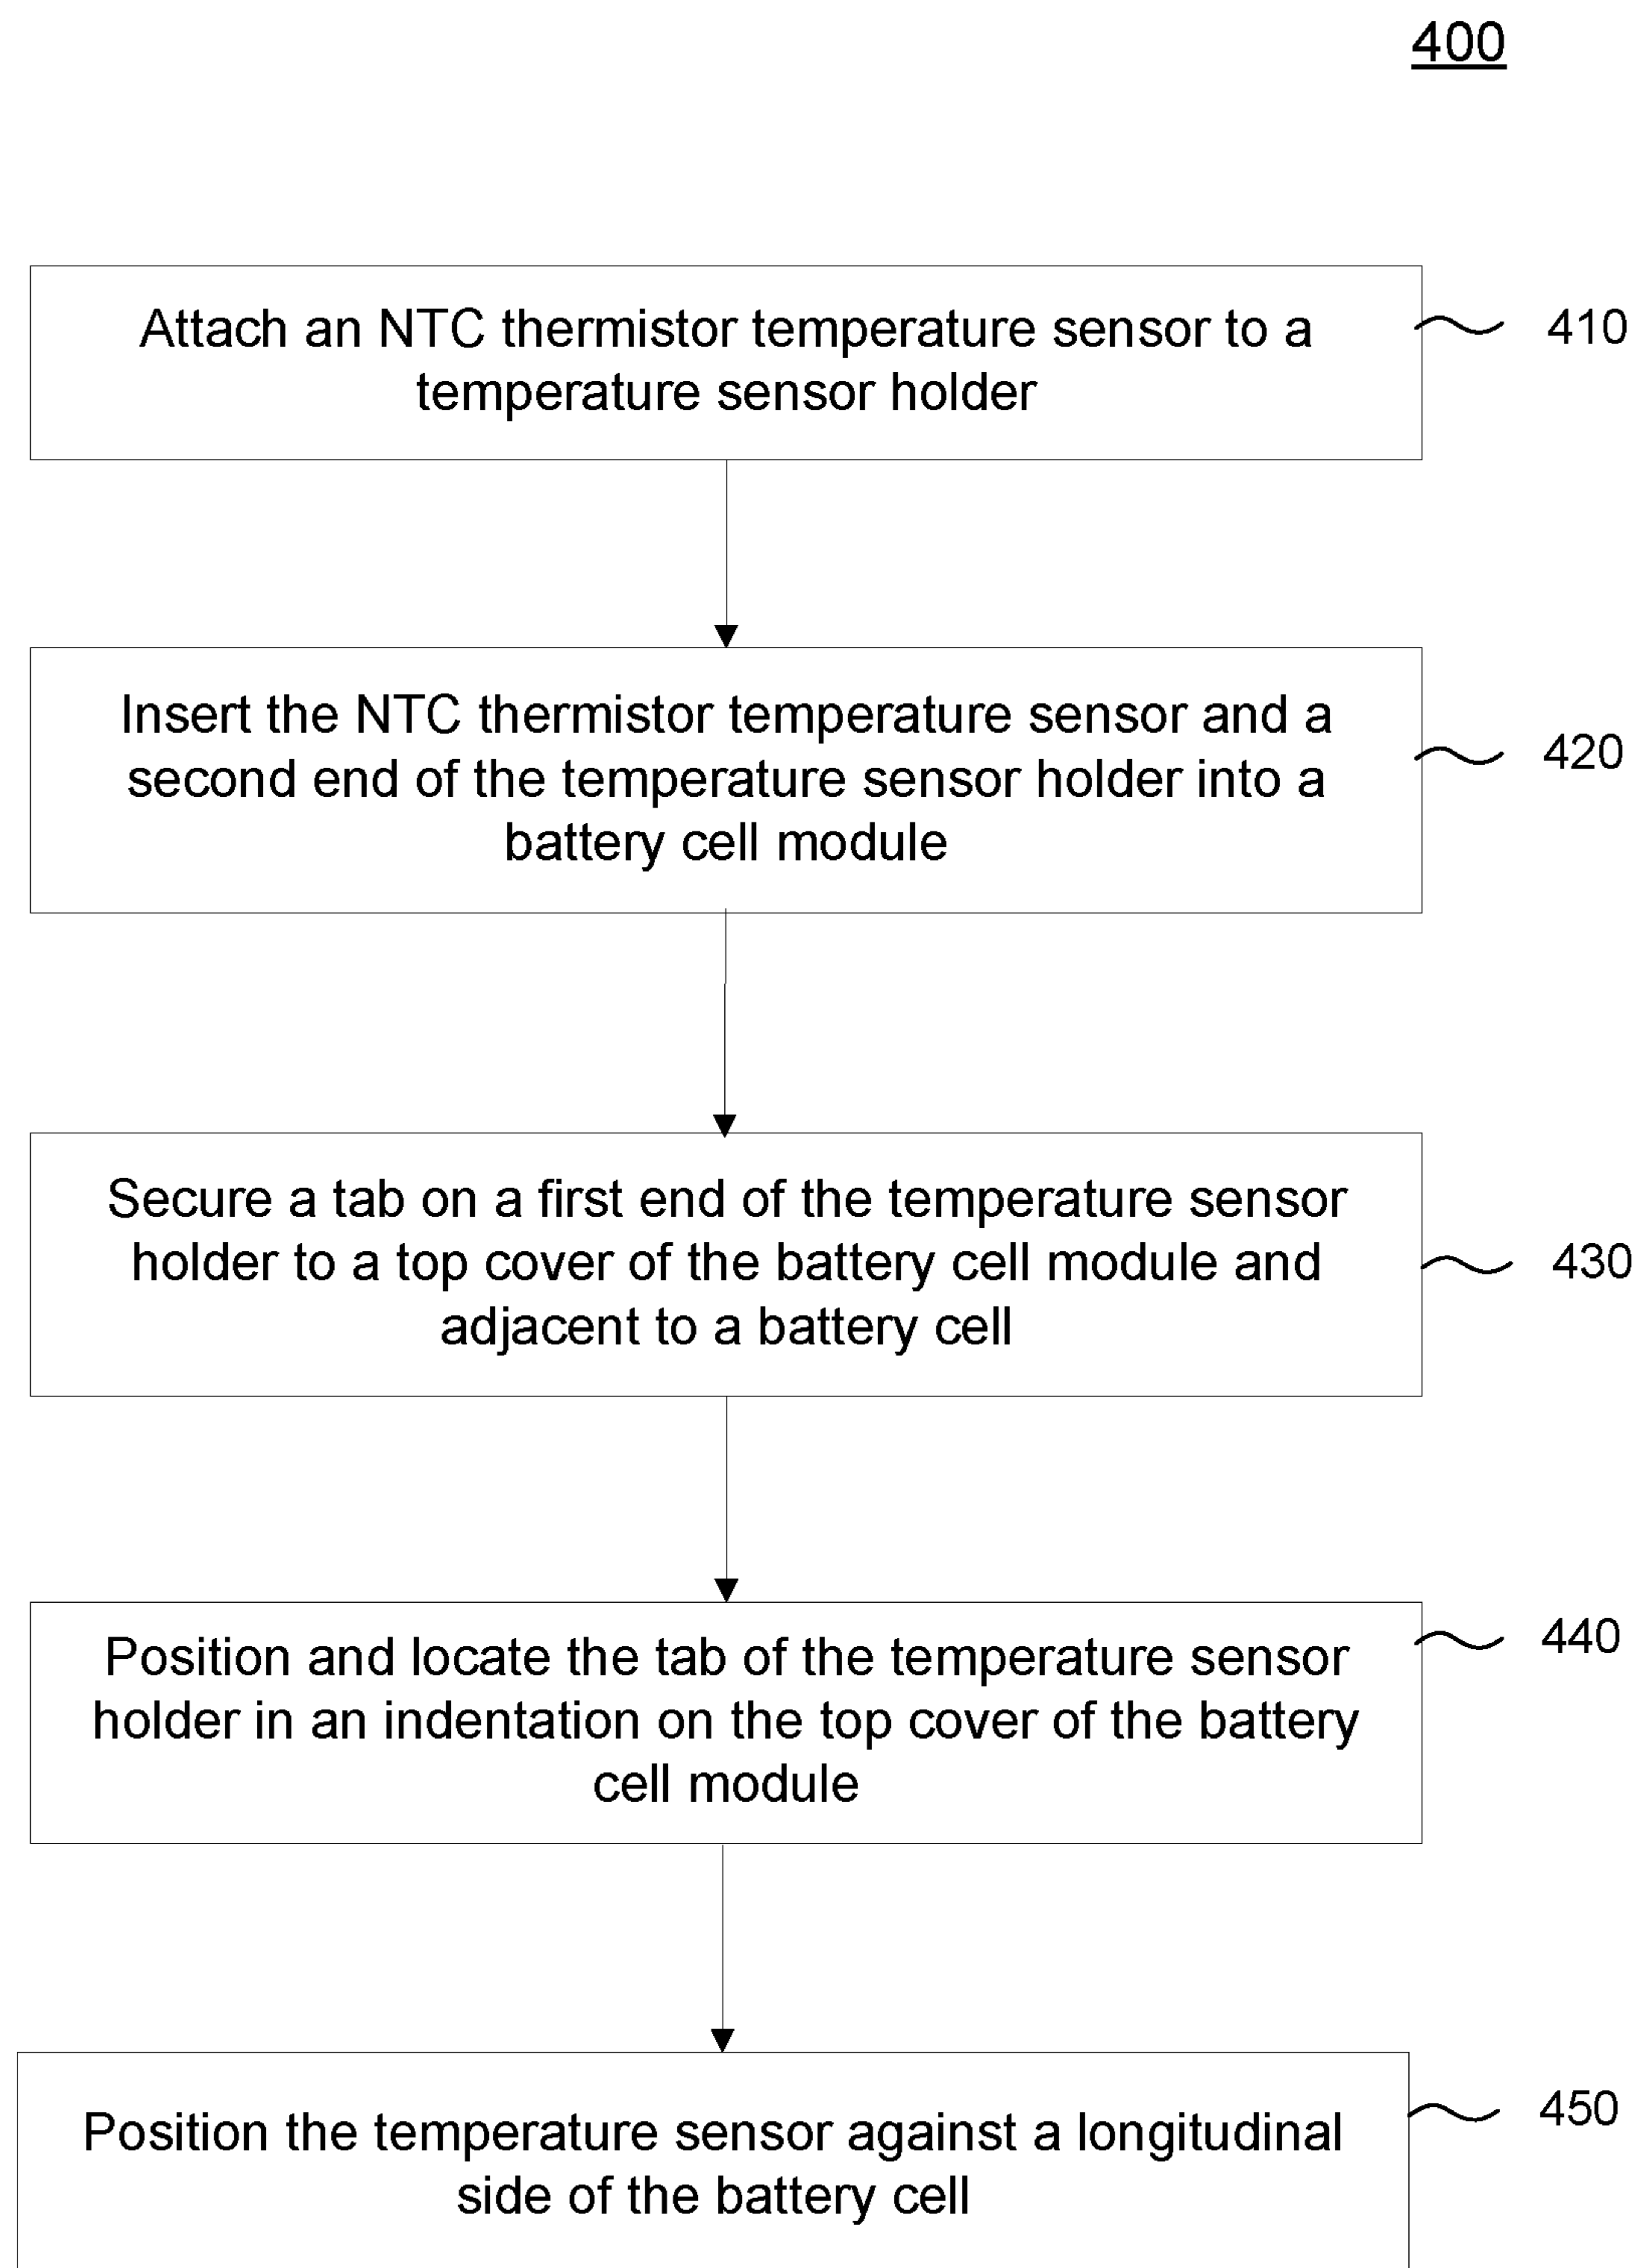 400
Attach an NTC thermistor temperature sensor to a
temperature sensor holder
410
Insert the NTC thermistor temperature sensor and a
second end of the temperature sensor holder into a
battery cell module
420
Secure a tab on a first end of the temperature sensor
holder to a top cover of the battery cell module and
adjacent to a battery cell
430
Position and locate the tab of the temperature sensor
holder in an indentation on the top cover of the battery
cell module
440
Position the temperature sensor against a longitudinal
side of the battery cell
450